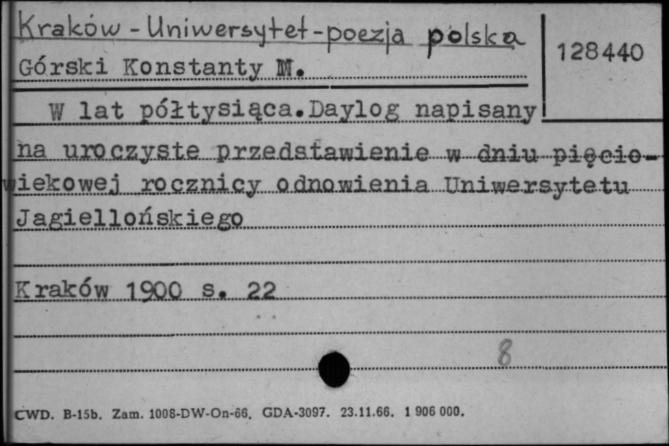 Kraków - Uniwersytet - poezja polska
128440
Górski Konstanty M.
W lat półtysiąca.Daylog napisany
na uroczyste przedstawienie w dniu pięcio-
wiekowej rocznicy odnowienia Uniwersytetu
Jagiellońskiego
Kraków 1900 s. 22
8
CWD. B-15b. Zam. 1008-DW-On-66. GDA-3097. 23.11.66. 1 906 000.